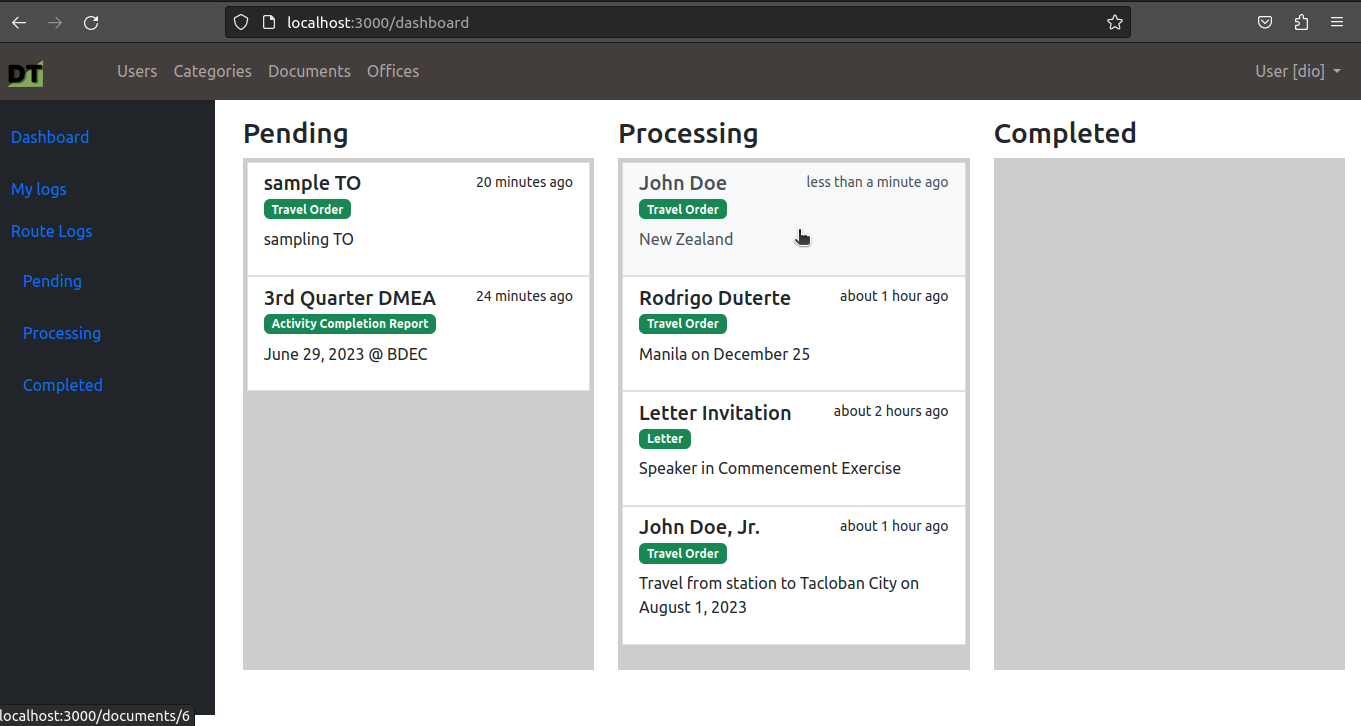 localhost:3000/dashboard
DT
Users Categories Documents Offices
User [dio]
Dashboard
My logs
Route Logs
Pending
Processing
Completed
Pending
sample TO 20 minutes ago
Travel Order
sampling TO
3rd Quarter DMEA 24 minutes ago
Activity Completion Report
June 29, 2023 @ BDEC
Processing
John Doe less than a minute ago
Travel Order
New Zealand
Rodrigo Duterte about 1 hour ago
Travel Order
Manila on December 25
Letter Invitation about 2 hours ago
Letter
Speaker in Commencement Exercise
John Doe, Jr. about 1 hour ago
Travel Order
Travel from station to Tacloban City on
August 1, 2023
Completed
localhost:3000/documents/6